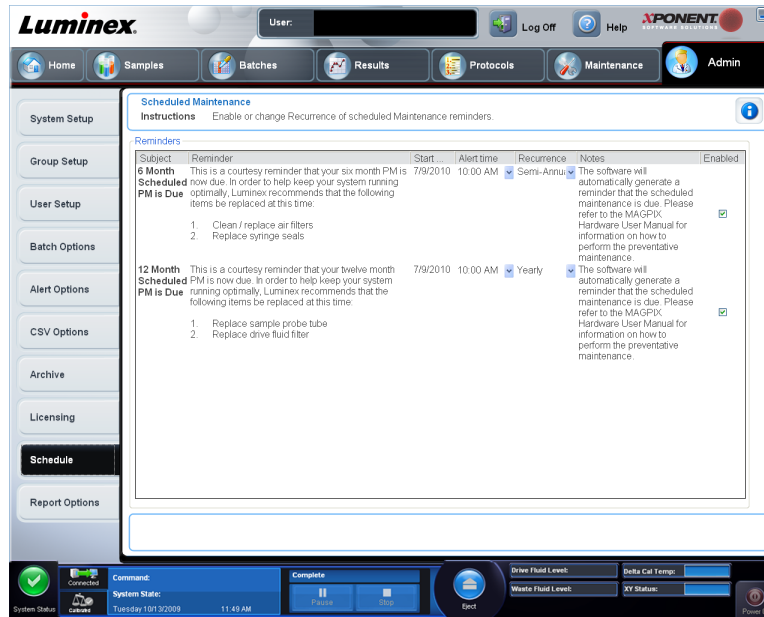 Luminex.
User:
Log Off
Help
XPONENT
SOFTWARE SOLUTIONS
Home
Samples
Batches
Results
Protocols
Maintenance
Admin
System Setup
Group Setup
User Setup
Batch Options
Alert Options
CSV Options
Archive
Licensing
Schedule
Report Options
Scheduled Maintenance
Instructions Enable or change Recurrence of scheduled Maintenance reminders.
Reminders
Subject Reminder Start ... Alert time Recurrence Notes Enabled
6 Month Scheduled PM is Due
This is a courtesy reminder that your six month PM is
now due. In order to help keep your system running
optimally, Luminex recommends that the following
items be replaced at this time:
1. Clean / replace air filters
2. Replace syringe seals
7/9/2010 10:00 AM Semi-Annu
The software will
automatically generate a
reminder that the scheduled
maintenance is due. Please
refer to the MAGPIX
Hardware User Manual for
information on how to
perform the preventative
maintenance.
12 Month Scheduled PM is Due
This is a courtesy reminder that your twelve month
PM is now due. In order to help keep your system
running optimally, Luminex recommends that the
following items be replaced at this time:
1. Replace sample probe tube
2. Replace drive fluid filter
7/9/2010 10:00 AM Yearly
The software will
automatically generate a
reminder that the scheduled
maintenance is due. Please
refer to the MAGPIX
Hardware User Manual for
information on how to
perform the preventative
maintenance.
System Status
Connected
Calibrated
Command:
System State:
Tuesday 10/13/2009 11:49 AM
Complete
Pause
Stop
Eject
Drive Fluid Level:
Waste Fluid Level:
Delta Cal Temp:
XY Status:
Power